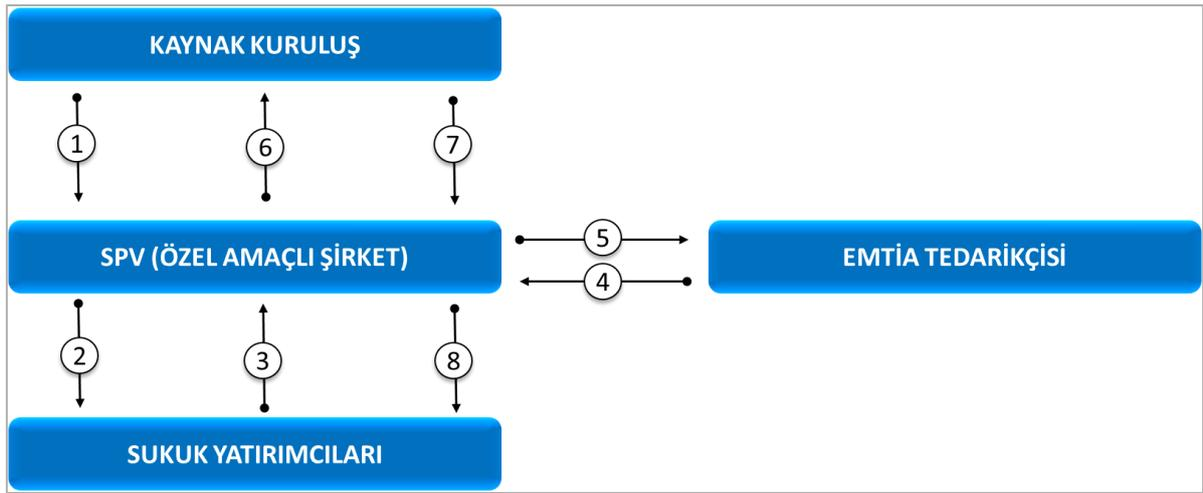 KAYNAK KURULUŞ
1
6
7
SPV (ÖZEL AMAÇLI ŞİRKET)
5
4
EMTİA TEDARİKÇİSİ
2
3
8
SUKUK YATIRIMCILARI